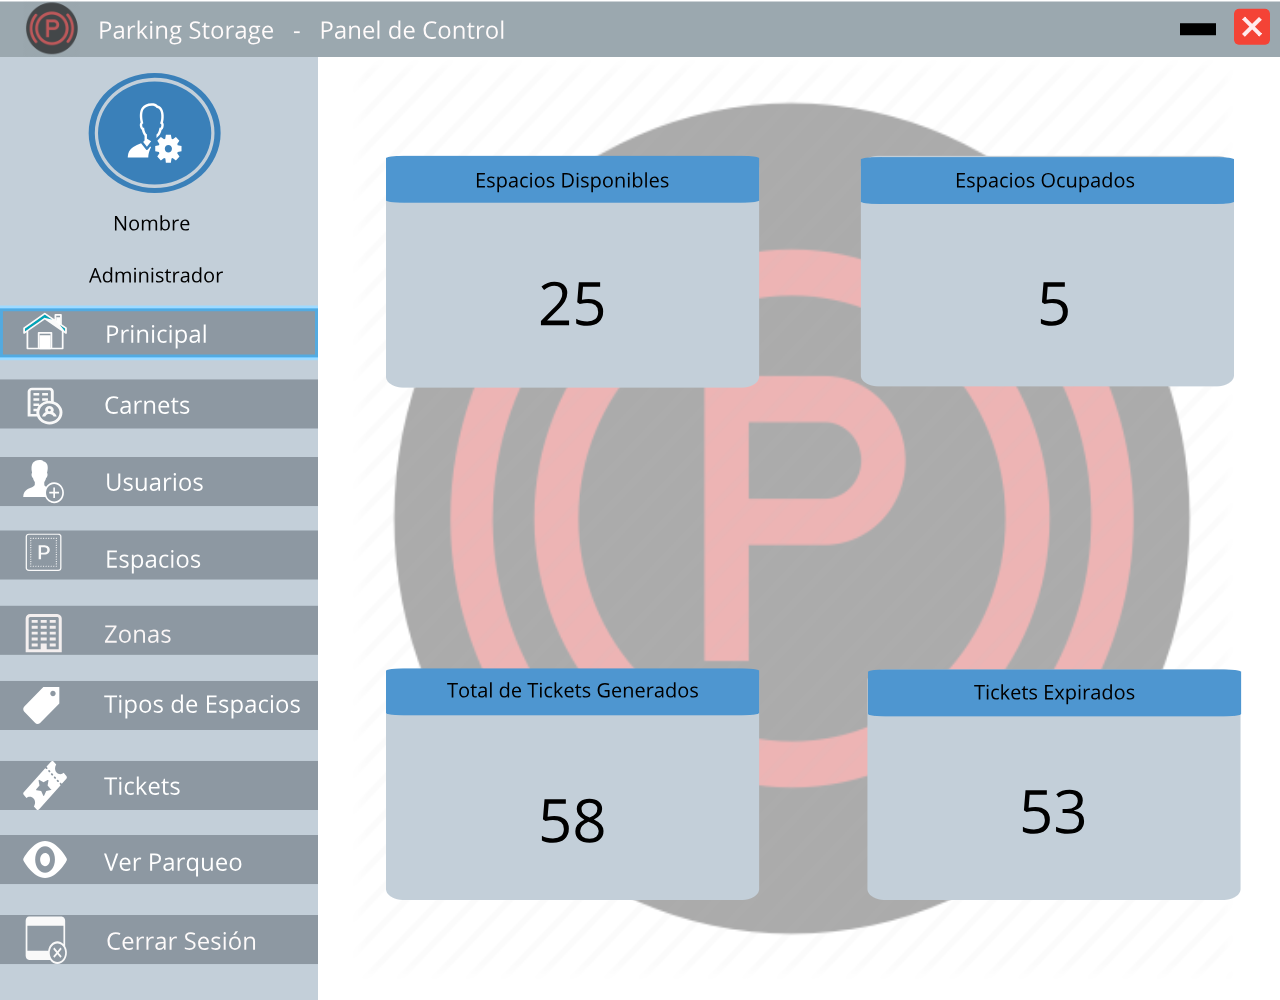 P
Parking Storage - Panel de Control
Nombre
Administrador
Prinicipal
Carnets
Usuarios
P
Espacios
Zonas
Tipos de Espacios
Tickets
Ver Parqueo
Cerrar Sesión
Espacios Disponibles
25
Espacios Ocupados
5
P
Total de Tickets Generados
58
Tickets Expirados
53